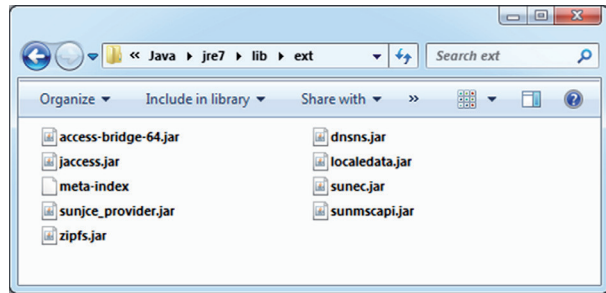 « Java jre7 lib ext Search ext
Organize Include in library Share with »
access-bridge-64.jar dnsns.jar
jaccess.jar localedata.jar
meta-index sunec.jar
sunjce_provider.jar sunmscapi.jar
zipfs.jar